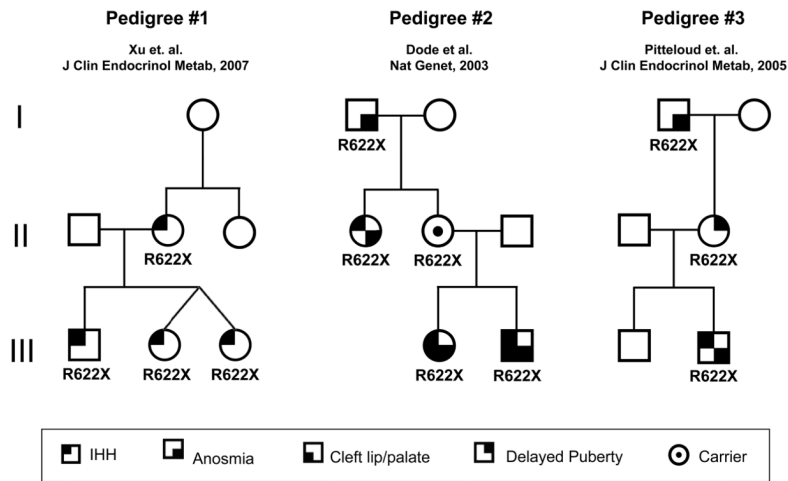 Pedigree #1
Pedigree #2
Pedigree #3
Xu et. al.
J Clin Endocrinol Metab, 2007
Dode et al.
Nat Genet, 2003
Pitteloud et. al.
J Clin Endocrinol Metab, 2005
I
R622X
R622X
II
R622X
R622X
R622X
R622X
III
R622X
R622X
R622X
R622X
R622X
R622X
IHH
Anosmia
Cleft lip/palate
Delayed Puberty
Carrier